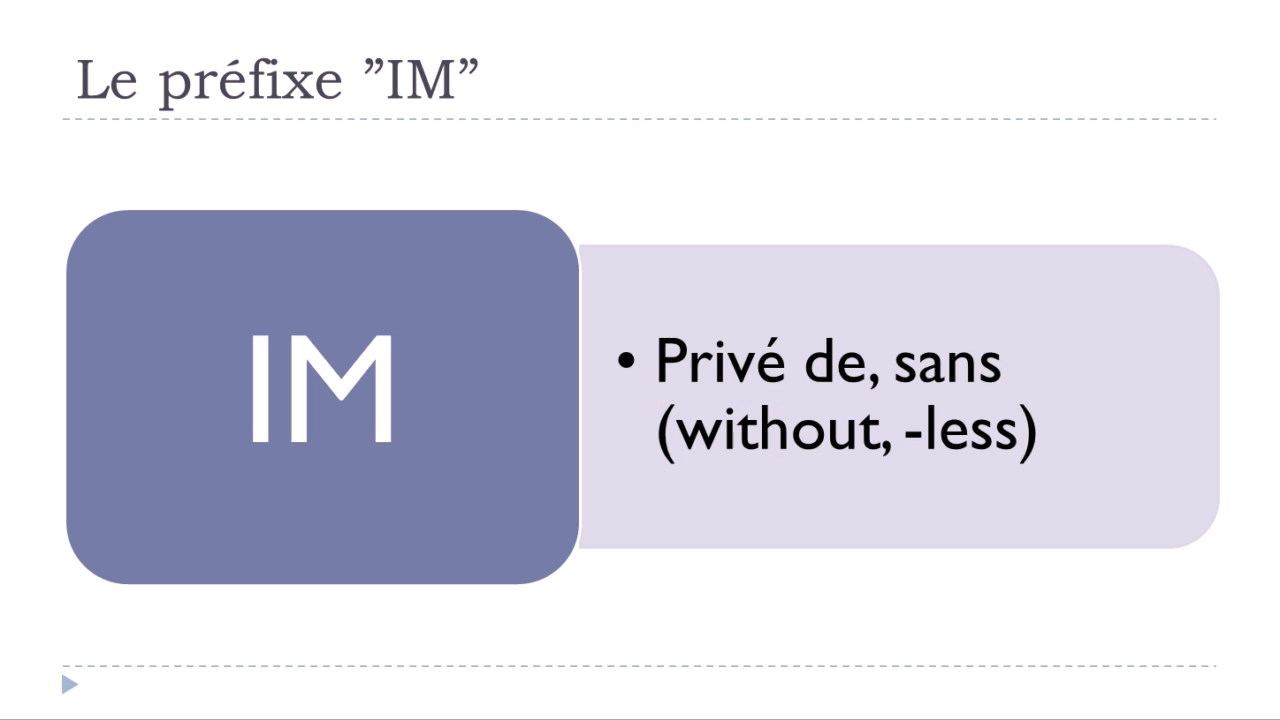 Le préfixe ”IM”
IM
• Privé de, sans
(without, -less)